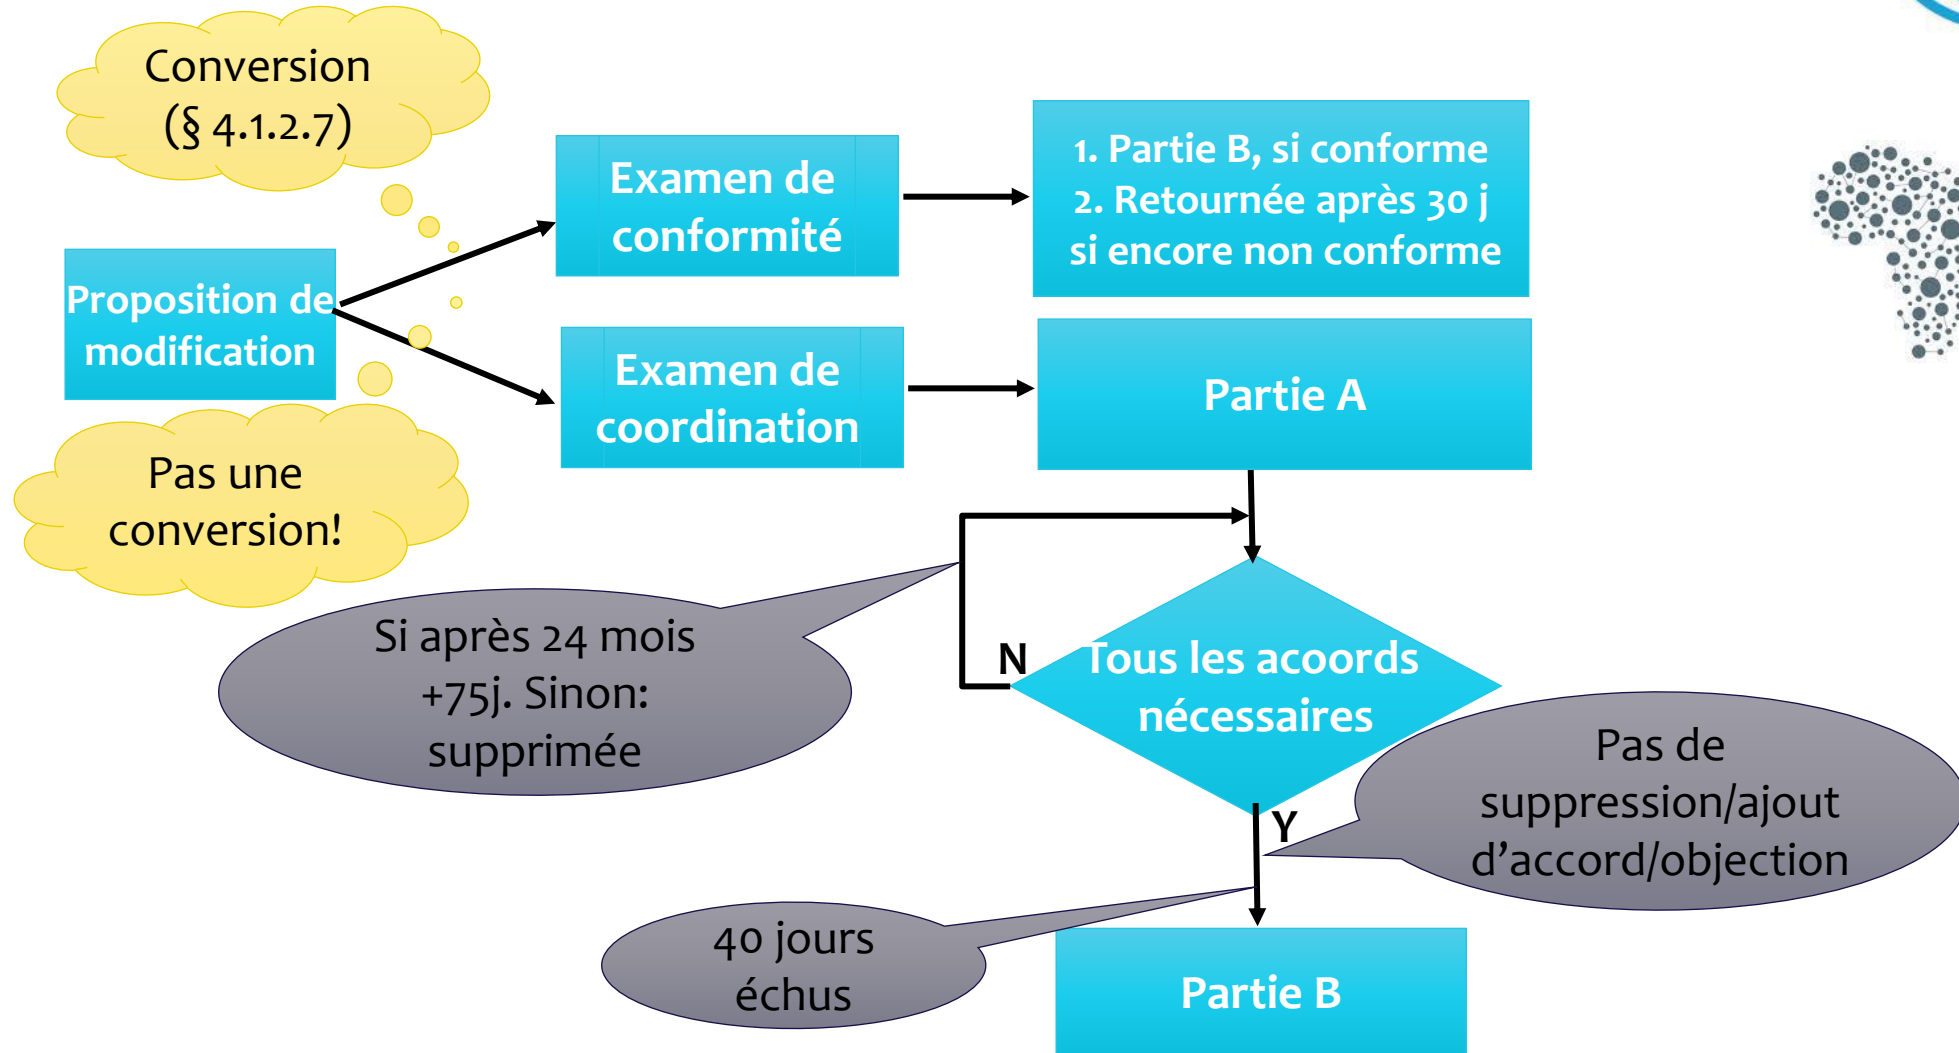 Conversion
(§ 4.1.2.7)
Proposition de
modification
Pas une
conversion!
Examen de
conformité
1. Partie B, si conforme
2. Retournée après 30 j
si encore non conforme
Examen de
coordination
Partie A
Si après 24 mois
+75j. Sinon:
supprimée
N
Tous les acoords
nécessaires
Y
Pas de
suppression/ajout
d’accord/objection
40 jours
échus
Partie B